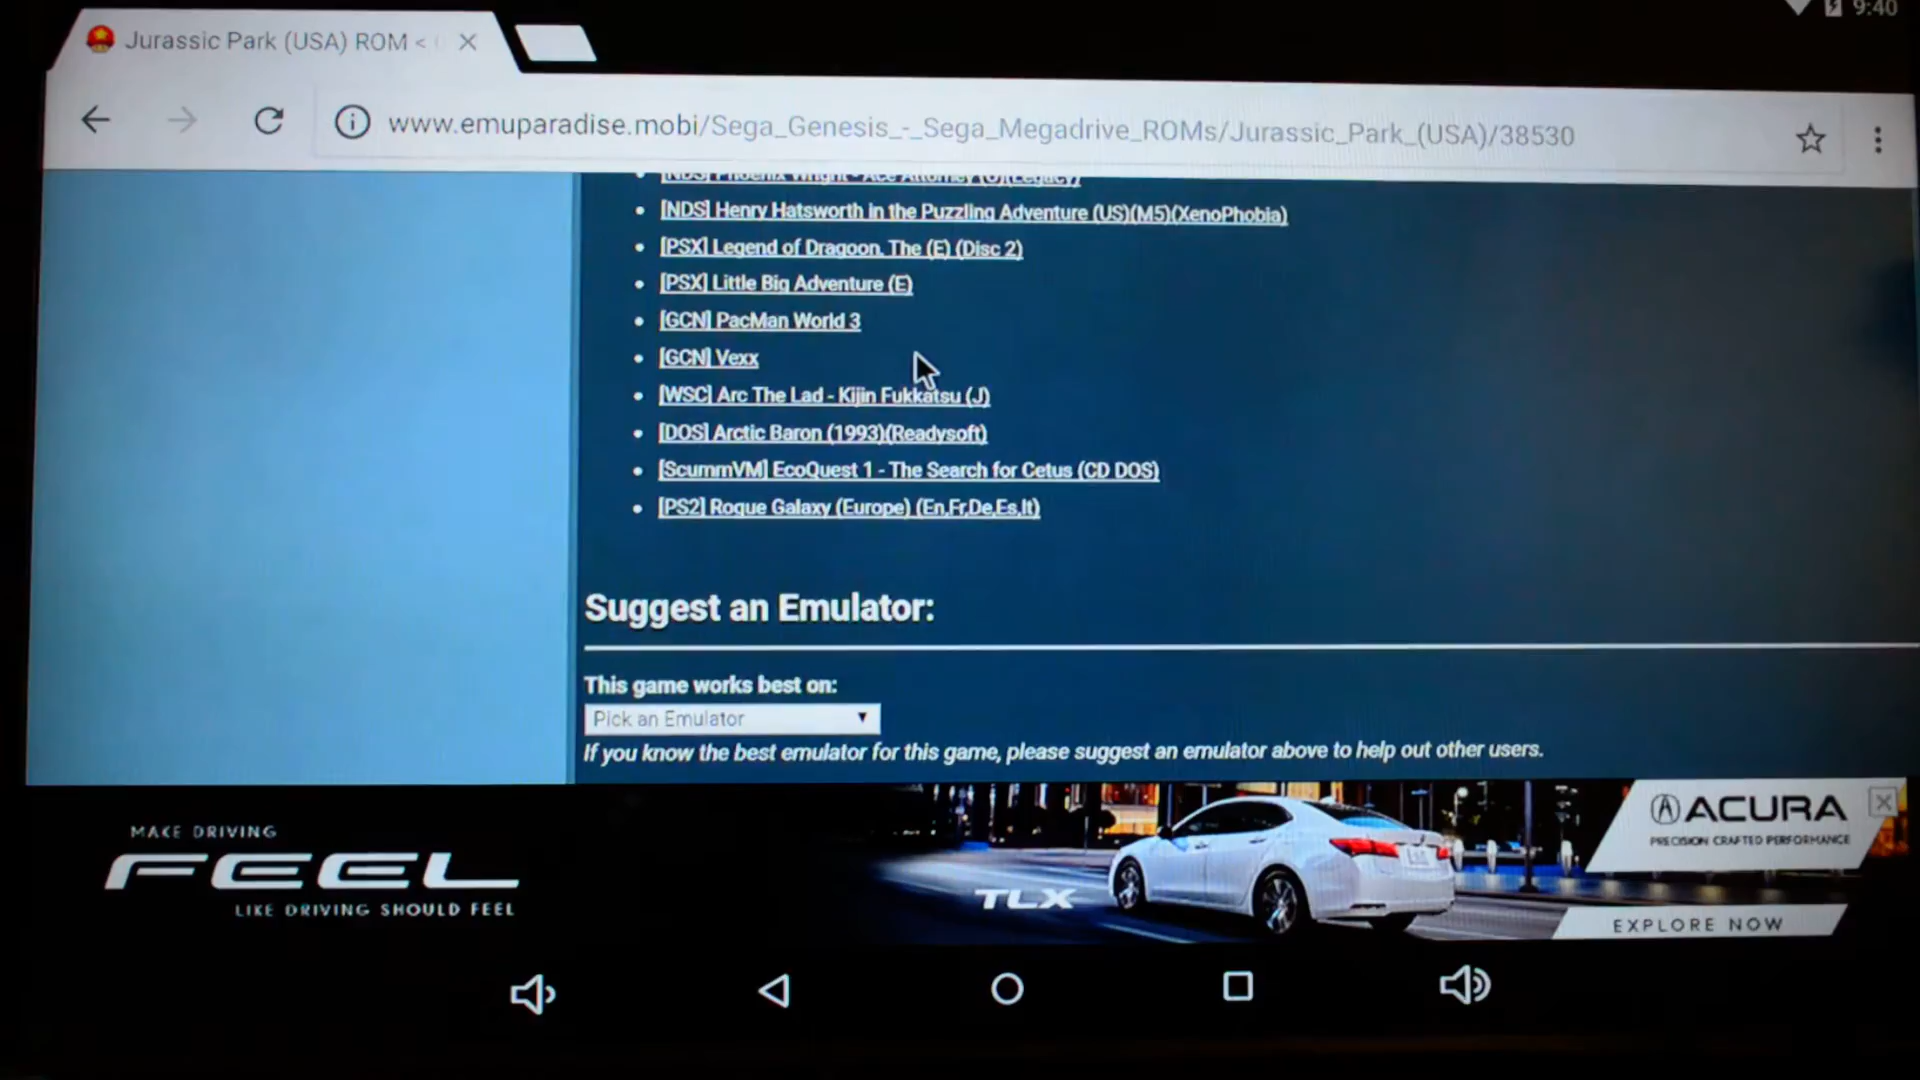 9:40
Jurassic Park (USA) ROM <
www.emuparadise.mobi/Sega_Genesis_-_Sega_Megadrive_ROMs/Jurassic_Park_(USA)/38530
[NDS] Phoenix Wright - Ace Attorney (U)(Legacy)
[NDS] Henry Hatsworth in the Puzzling Adventure (US)(M5)(XenoPhobia)
[PSX] Legend of Dragoon, The (E) (Disc 2)
[PSX] Little Big Adventure (E)
[GCN] PacMan World 3
[GCN] Vexx
[WSC] Arc The Lad - Kijin Fukkatsu (J)
[DOS] Arctic Baron (1993)(Readysoft)
[ScummVM] EcoQuest 1 - The Search for Cetus (CD DOS)
[PS2] Rogue Galaxy (Europe) (En,Fr,De,Es,It)
Suggest an Emulator:
This game works best on:
Pick an Emulator
If you know the best emulator for this game, please suggest an emulator above to help out other users.
MAKE DRIVING
FEEL
LIKE DRIVING SHOULD FEEL
TLX
ACURA
PRECISION CRAFTED PERFORMANCE
EXPLORE NOW